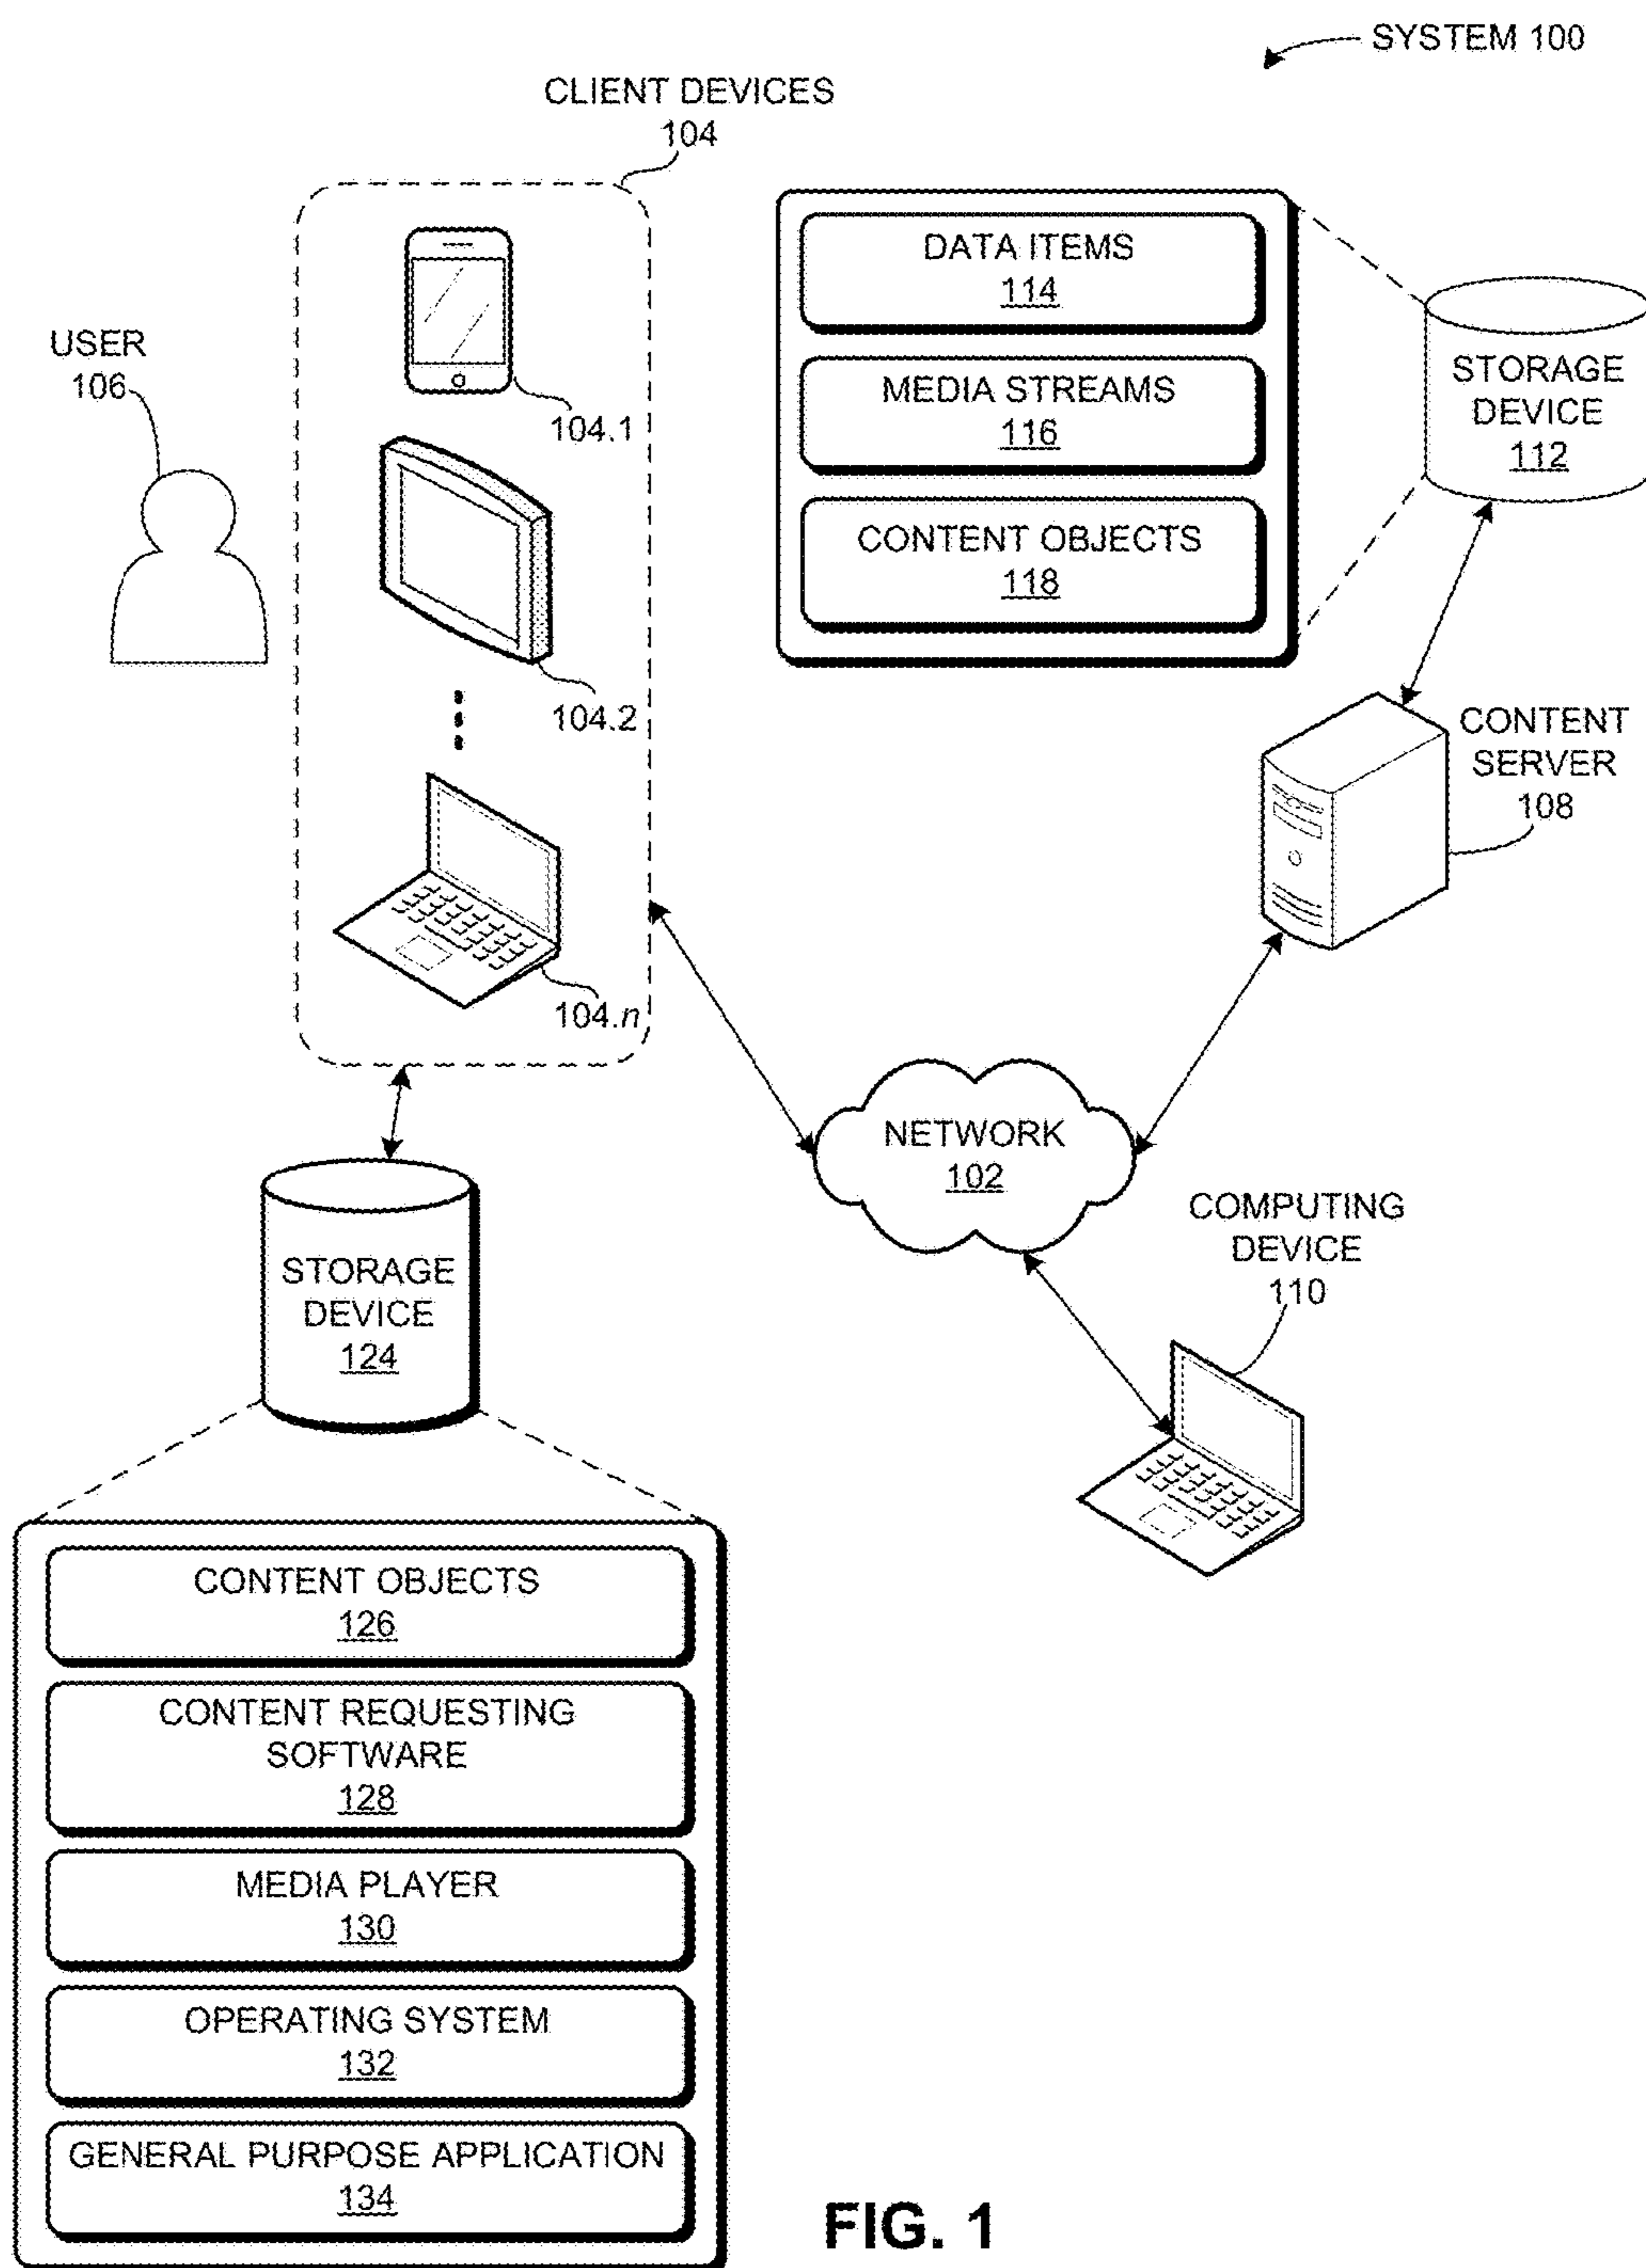 SYSTEM 100
CLIENT DEVICES
104
USER
106
104.1
104.2
104.n
DATA ITEMS
114
MEDIA STREAMS
116
CONTENT OBJECTS
118
STORAGE
DEVICE
112
CONTENT
SERVER
108
NETWORK
102
COMPUTING
DEVICE
110
STORAGE
DEVICE
124
CONTENT OBJECTS
126
CONTENT REQUESTING
SOFTWARE
128
MEDIA PLAYER
130
OPERATING SYSTEM
132
GENERAL PURPOSE APPLICATION
134
FIG. 1